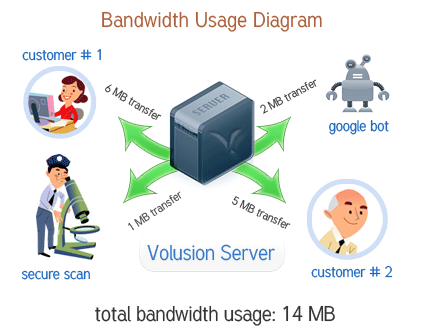 Bandwidth Usage Diagram
customer # 1
6 MB transfer
SERVER
2 MB transfer
google bot
1 MB transfer
5 MB transfer
secure scan
Volusion Server
customer # 2
total bandwidth usage: 14 MB